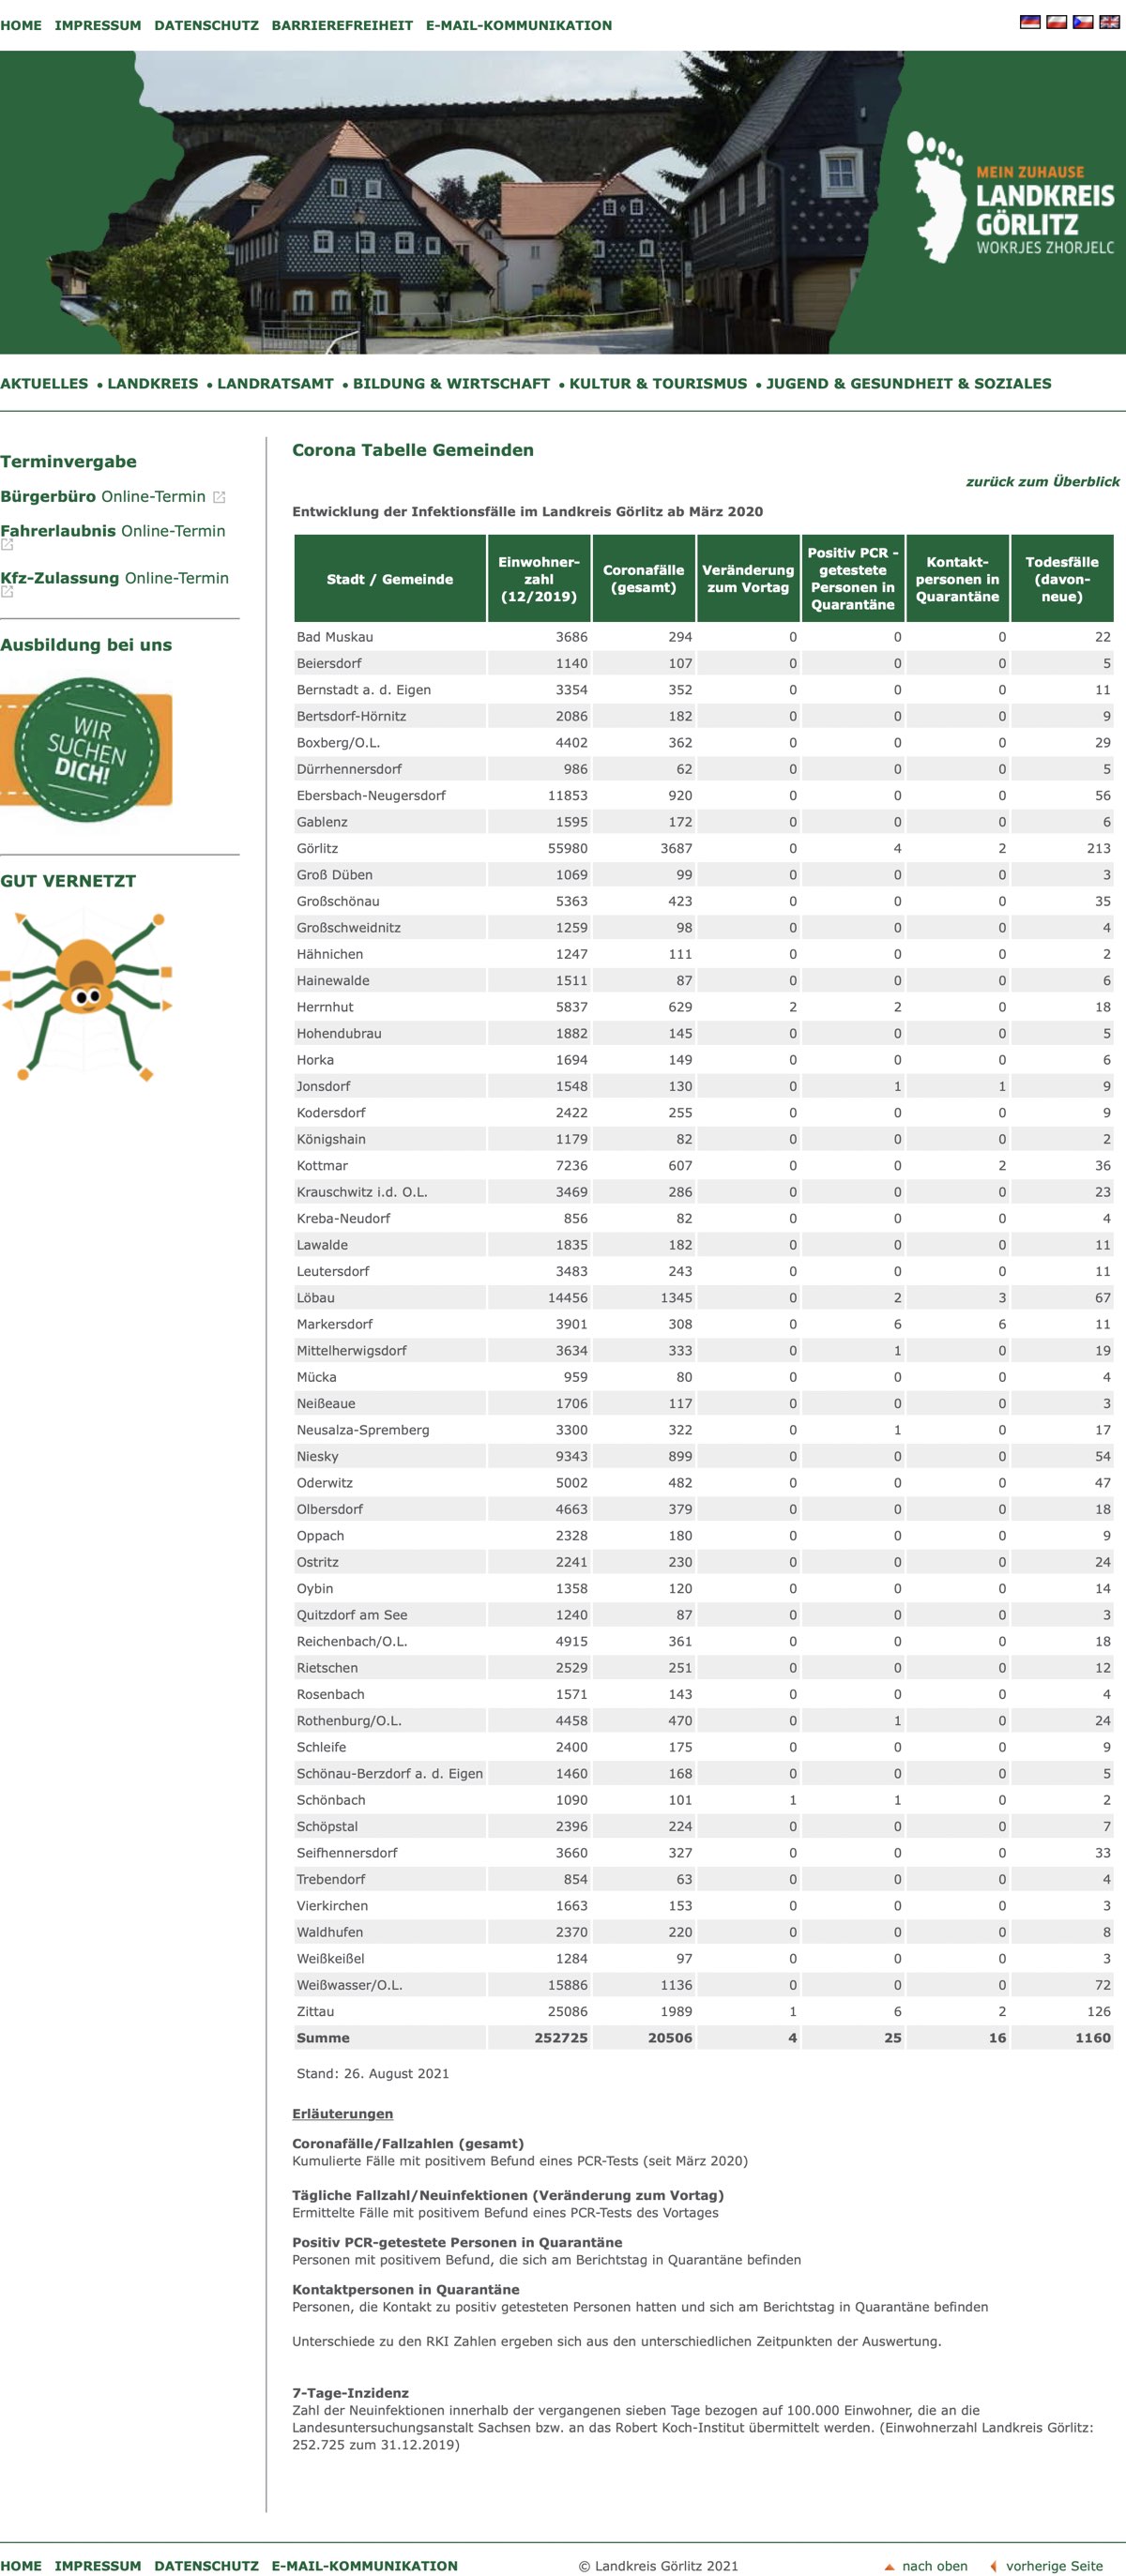 HOME IMPRESSUM DATENSCHUTZ BARRIEREFREIHEIT E-MAIL-KOMMUNIKATION
MEIN ZUHAUSE
LANDKREIS
GÖRLITZ
WOKRJES ZHORJELC
AKTUELLES • LANDKREIS • LANDRATSAMT • BILDUNG & WIRTSCHAFT • KULTUR & TOURISMUS • JUGEND & GESUNDHEIT & SOZIALES
Terminvergabe
Bürgerbüro Online-Termin
Fahrerlaubnis Online-Termin
Kfz-Zulassung Online-Termin
Ausbildung bei uns
WIR
SUCHEN
DICH!
GUT VERNETZT
Corona Tabelle Gemeinden
zurück zum Überblick
Entwicklung der Infektionsfälle im Landkreis Görlitz ab März 2020
Stadt / Gemeinde Einwohner-zahl (12/2019) Coronafälle (gesamt) Veränderung zum Vortag Positiv PCR - getestete Personen in Quarantäne Kontakt-personen in Quarantäne Todesfälle (davon-neue)
Bad Muskau 3686 294 0 0 0 22
Beiersdorf 1140 107 0 0 0 5
Bernstadt a. d. Eigen 3354 352 0 0 0 11
Bertsdorf-Hörnitz 2086 182 0 0 0 9
Boxberg/O.L. 4402 362 0 0 0 29
Dürrhennersdorf 986 62 0 0 0 5
Ebersbach-Neugersdorf 11853 920 0 0 0 56
Gablenz 1595 172 0 0 0 6
Görlitz 55980 3687 0 4 2 213
Groß Düben 1069 99 0 0 0 3
Großschönau 5363 423 0 0 0 35
Großschweidnitz 1259 98 0 0 0 4
Hähnichen 1247 111 0 0 0 2
Hainewalde 1511 87 0 0 0 6
Herrnhut 5837 629 2 2 0 18
Hohendubrau 1882 145 0 0 0 5
Horka 1694 149 0 0 0 6
Jonsdorf 1548 130 0 1 1 9
Kodersdorf 2422 255 0 0 0 9
Königshain 1179 82 0 0 0 2
Kottmar 7236 607 0 0 2 36
Krauschwitz i.d. O.L. 3469 286 0 0 0 23
Kreba-Neudorf 856 82 0 0 0 4
Lawalde 1835 182 0 0 0 11
Leutersdorf 3483 243 0 0 0 11
Löbau 14456 1345 0 2 3 67
Markersdorf 3901 308 0 6 6 11
Mittelherwigsdorf 3634 333 0 1 0 19
Mücka 959 80 0 0 0 4
Neißeaue 1706 117 0 0 0 3
Neusalza-Spremberg 3300 322 0 1 0 17
Niesky 9343 899 0 0 0 54
Oderwitz 5002 482 0 0 0 47
Olbersdorf 4663 379 0 0 0 18
Oppach 2328 180 0 0 0 9
Ostritz 2241 230 0 0 0 24
Oybin 1358 120 0 0 0 14
Quitzdorf am See 1240 87 0 0 0 3
Reichenbach/O.L. 4915 361 0 0 0 18
Rietschen 2529 251 0 0 0 12
Rosenbach 1571 143 0 0 0 4
Rothenburg/O.L. 4458 470 0 1 0 24
Schleife 2400 175 0 0 0 9
Schönau-Berzdorf a. d. Eigen 1460 168 0 0 0 5
Schönbach 1090 101 1 1 0 2
Schöpstal 2396 224 0 0 0 7
Seifhennersdorf 3660 327 0 0 0 33
Trebendorf 854 63 0 0 0 4
Vierkirchen 1663 153 0 0 0 3
Waldhufen 2370 220 0 0 0 8
Weißkeißel 1284 97 0 0 0 3
Weißwasser/O.L. 15886 1136 0 0 0 72
Zittau 25086 1989 1 6 2 126
Summe 252725 20506 4 25 16 1160
Stand: 26. August 2021
Erläuterungen
Coronafälle/Fallzahlen (gesamt)
Kumulierte Fälle mit positivem Befund eines PCR-Tests (seit März 2020)
Tägliche Fallzahl/Neuinfektionen (Veränderung zum Vortag)
Ermittelte Fälle mit positivem Befund eines PCR-Tests des Vortages
Positiv PCR-getestete Personen in Quarantäne
Personen mit positivem Befund, die sich am Berichtstag in Quarantäne befinden
Kontaktpersonen in Quarantäne
Personen, die Kontakt zu positiv getesteten Personen hatten und sich am Berichtstag in Quarantäne befinden
Unterschiede zu den RKI Zahlen ergeben sich aus den unterschiedlichen Zeitpunkten der Auswertung.
7-Tage-Inzidenz
Zahl der Neuinfektionen innerhalb der vergangenen sieben Tage bezogen auf 100.000 Einwohner, die an die
Landesuntersuchungsanstalt Sachsen bzw. an das Robert Koch-Institut übermittelt werden. (Einwohnerzahl Landkreis Görlitz:
252.725 zum 31.12.2019)
HOME IMPRESSUM DATENSCHUTZ E-MAIL-KOMMUNIKATION © Landkreis Görlitz 2021 nach oben vorherige Seite